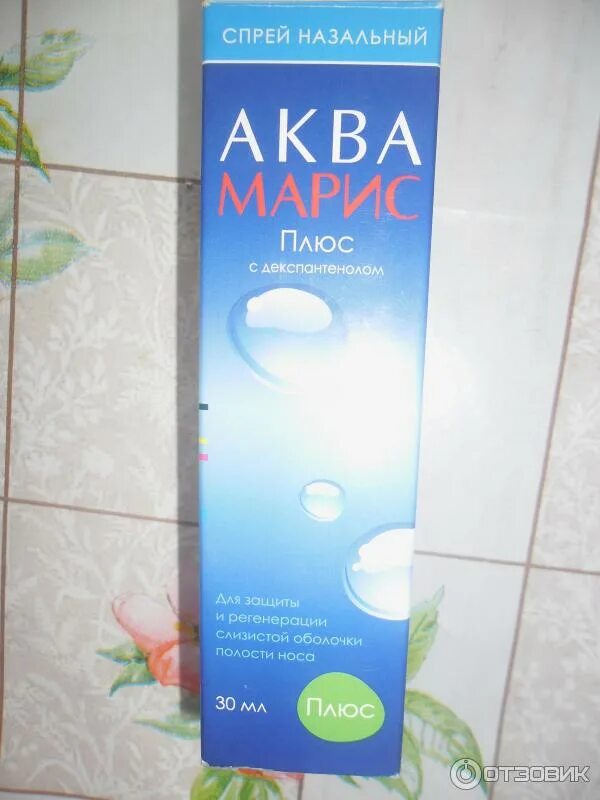 СПРЕЙ НАЗАЛЬНЫЙ
АКВА
МАРИС
Плюс
с декспантенолом
Для защиты
и регенерации
слизистой оболочки
полости носа
30 мл
Плюс
ОТЗОВИК